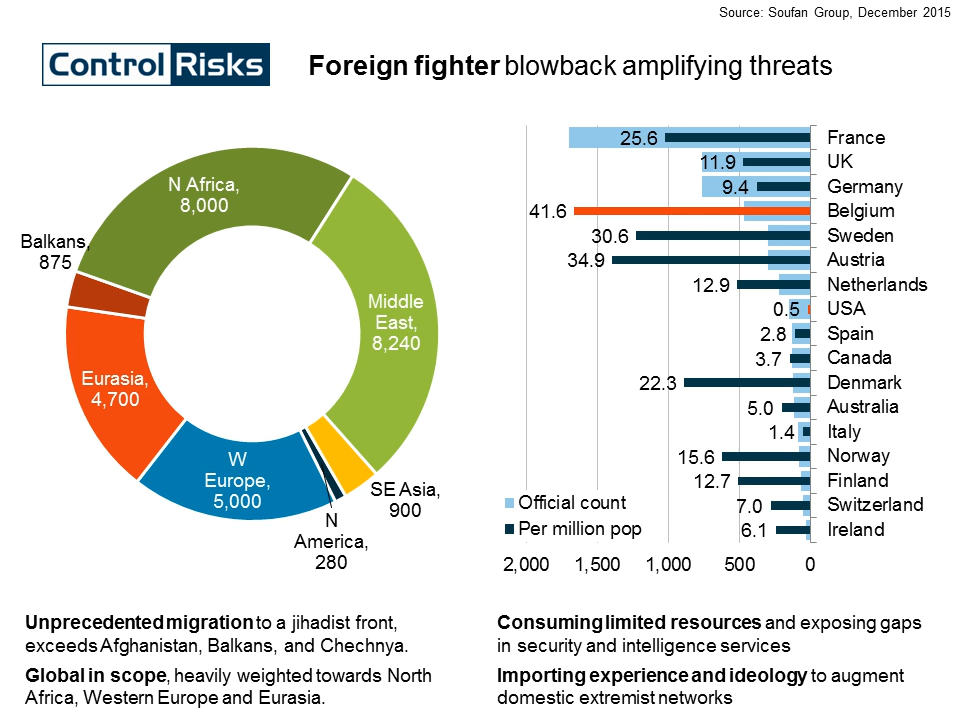 Source: Soufan Group, December 2015
Control Risks
Foreign fighter blowback amplifying threats
N Africa,
8,000
Balkans,
875
Middle
East,
8,240
Eurasia,
4,700
W
Europe,
5,000
SE Asia,
900
N
America,
280
25.6 France
11.9 UK
9.4 Germany
41.6 Belgium
30.6 Sweden
34.9 Austria
12.9 Netherlands
0.5 USA
2.8 Spain
3.7 Canada
22.3 Denmark
5.0 Australia
1.4 Italy
15.6 Norway
12.7 Finland
7.0 Switzerland
6.1 Ireland
Official count
Per million pop
2,000 1,500 1,000 500 0
Unprecedented migration to a jihadist front,
exceeds Afghanistan, Balkans, and Chechnya.
Global in scope, heavily weighted towards North
Africa, Western Europe and Eurasia.
Consuming limited resources and exposing gaps
in security and intelligence services
Importing experience and ideology to augment
domestic extremist networks